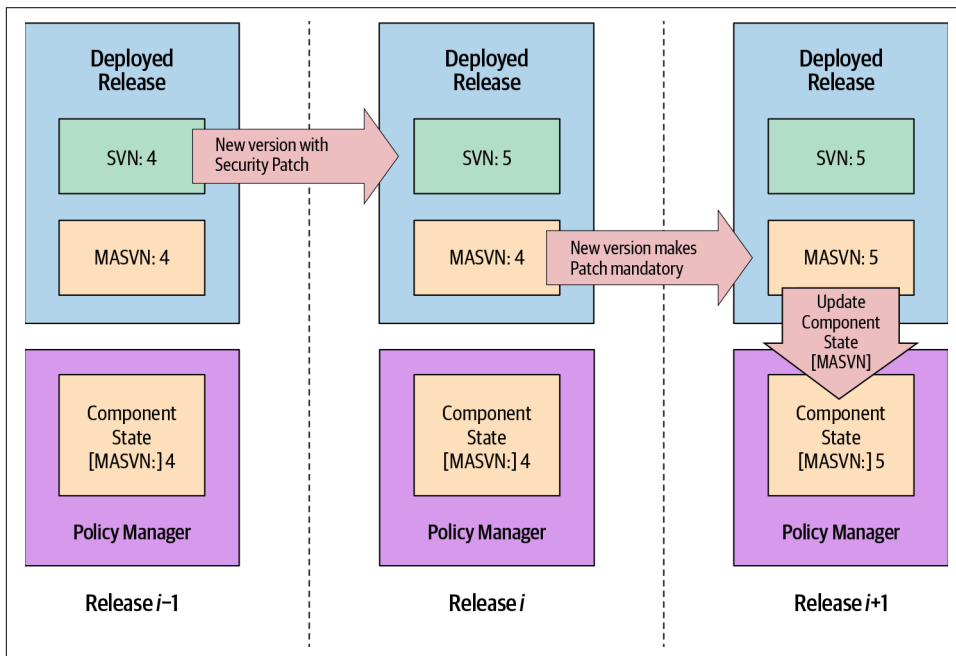 Deployed
Release
SVN: 4
MASVN: 4
Component
State
[MASVN:] 4
Policy Manager
Release i–1
New version with
Security Patch
Deployed
Release
SVN: 5
MASVN: 4
Component
State
[MASVN:] 4
Policy Manager
Release i
New version makes
Patch mandatory
Deployed
Release
SVN: 5
MASVN: 5
Update
Component
State
[MASVN]
Component
State
[MASVN:] 5
Policy Manager
Release i+1